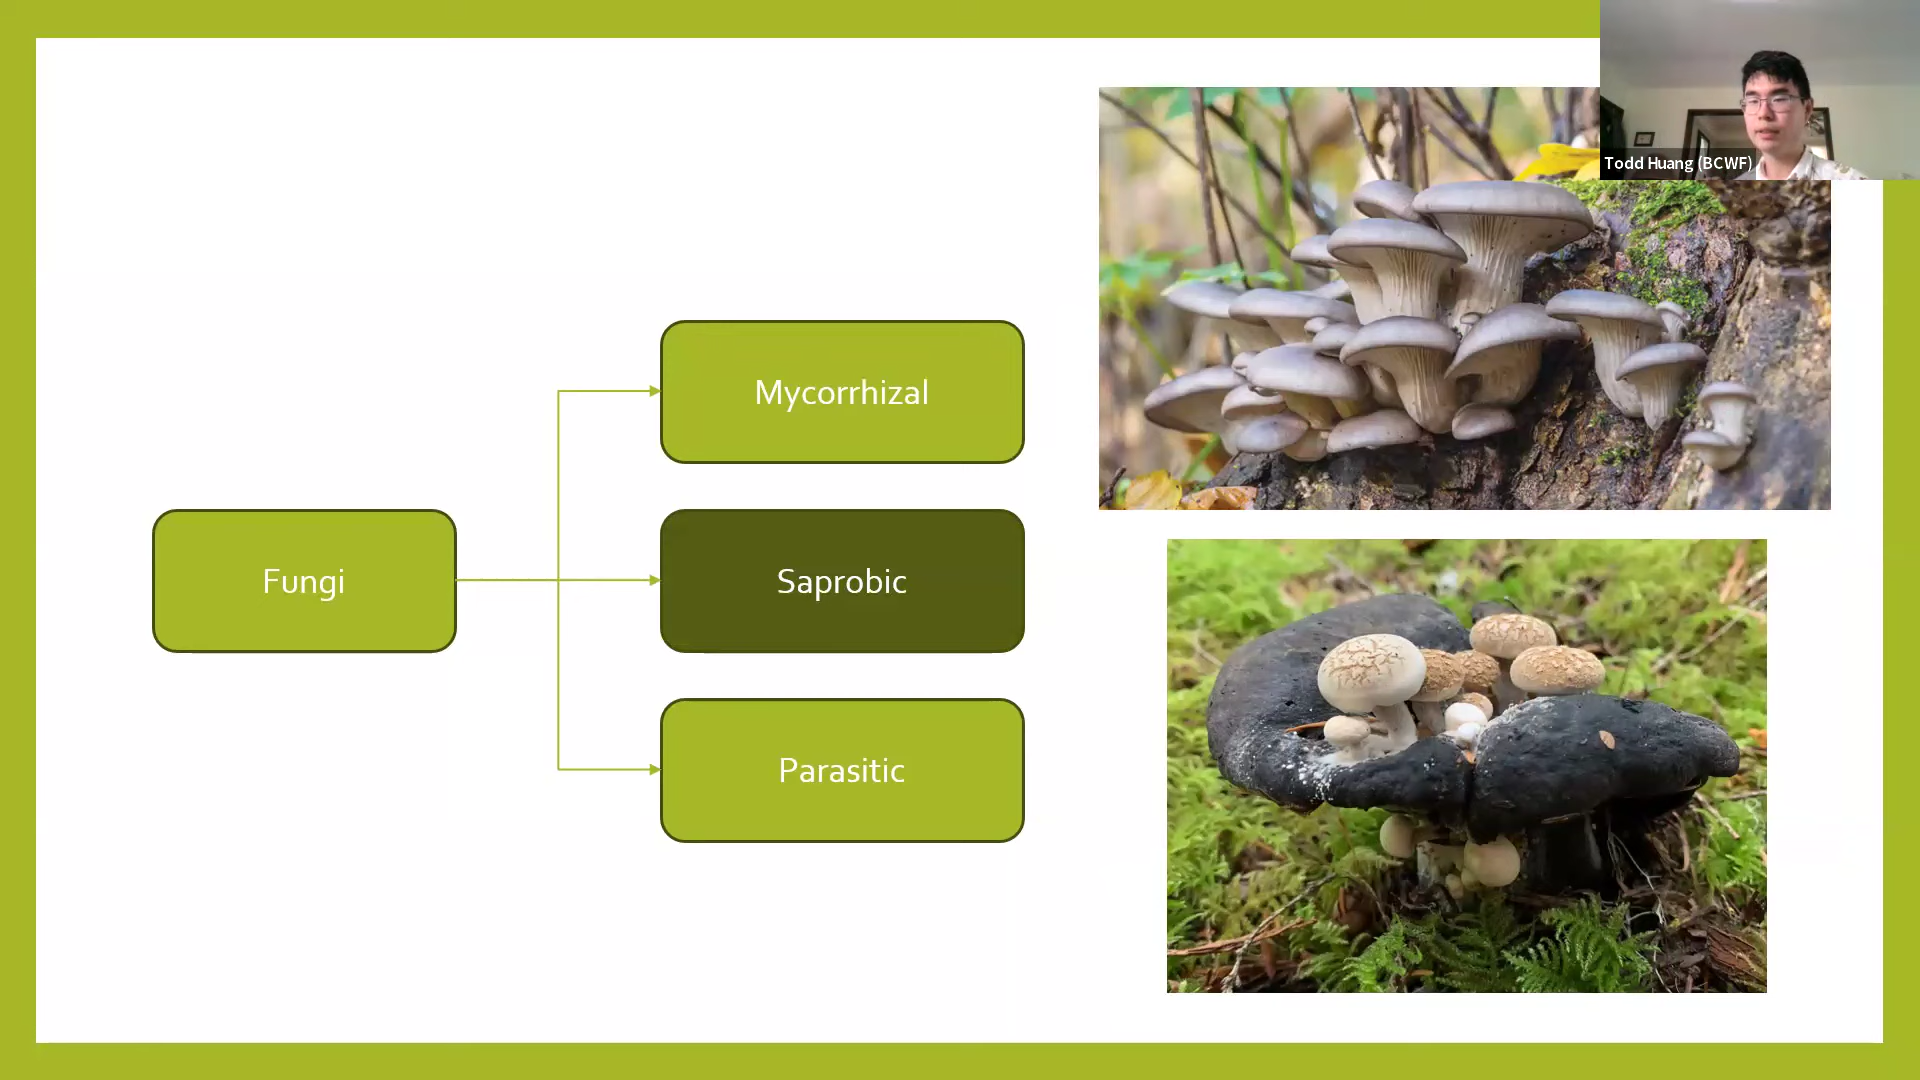 Todd Huang (BCWF)
Fungi
Mycorrhizal
Saprobic
Parasitic